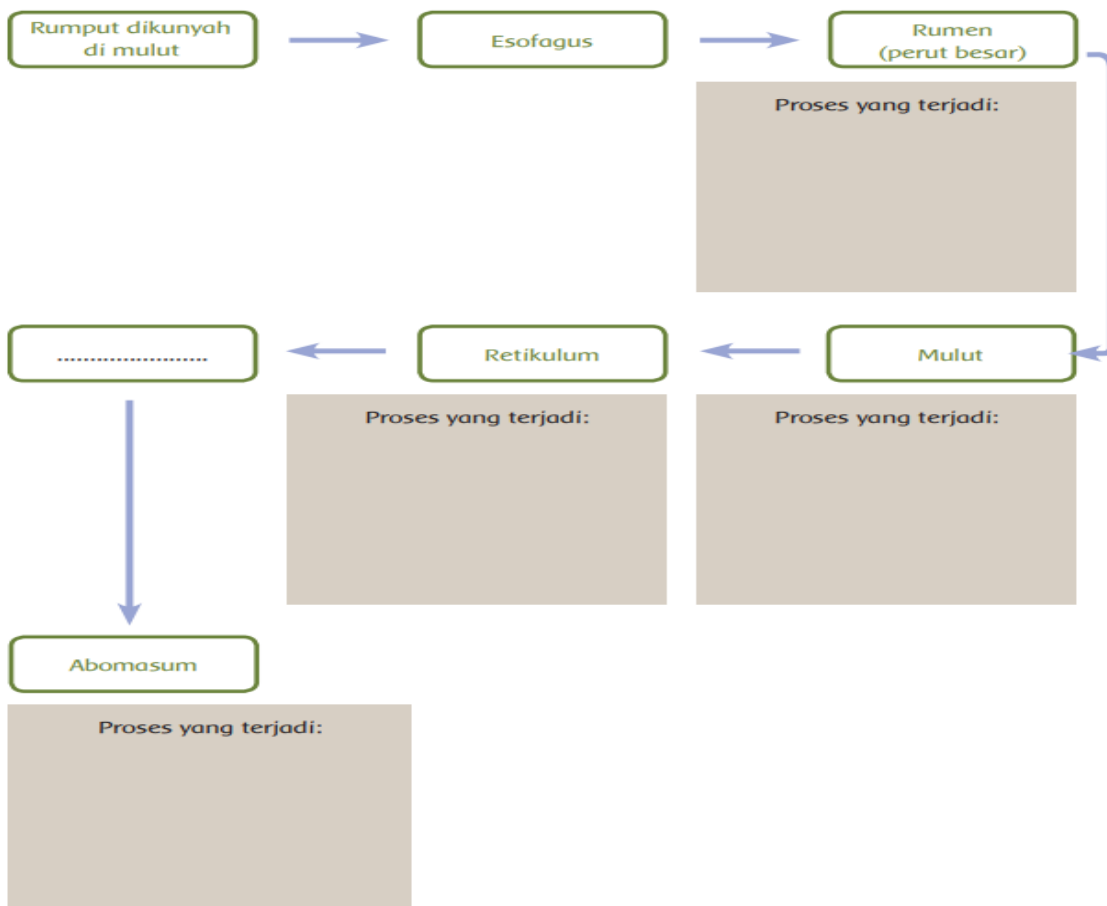 Rumput dikunyah
di mulut
Esofagus
Rumen
(perut besar)
Proses yang terjadi:
Mulut
Proses yang terjadi:
Retikulum
Proses yang terjadi:
.......................
Abomasum
Proses yang terjadi: